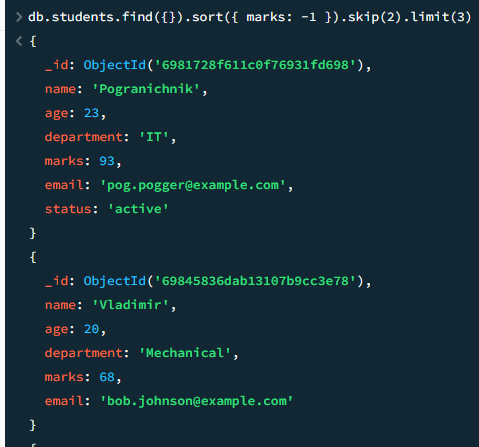 > db.students.find({}).sort({ marks: -1 }).skip(2).limit(3)
< {
_id: ObjectId('6981728f611c0f76931fd698'),
name: 'Pogranichnik',
age: 23,
department: 'IT',
marks: 93,
email: 'pog.pogger@example.com',
status: 'active'
}
{
_id: ObjectId('69845836dab13107b9cc3e78'),
name: 'Vladimir',
age: 20,
department: 'Mechanical',
marks: 68,
email: 'bob.johnson@example.com'
}
{